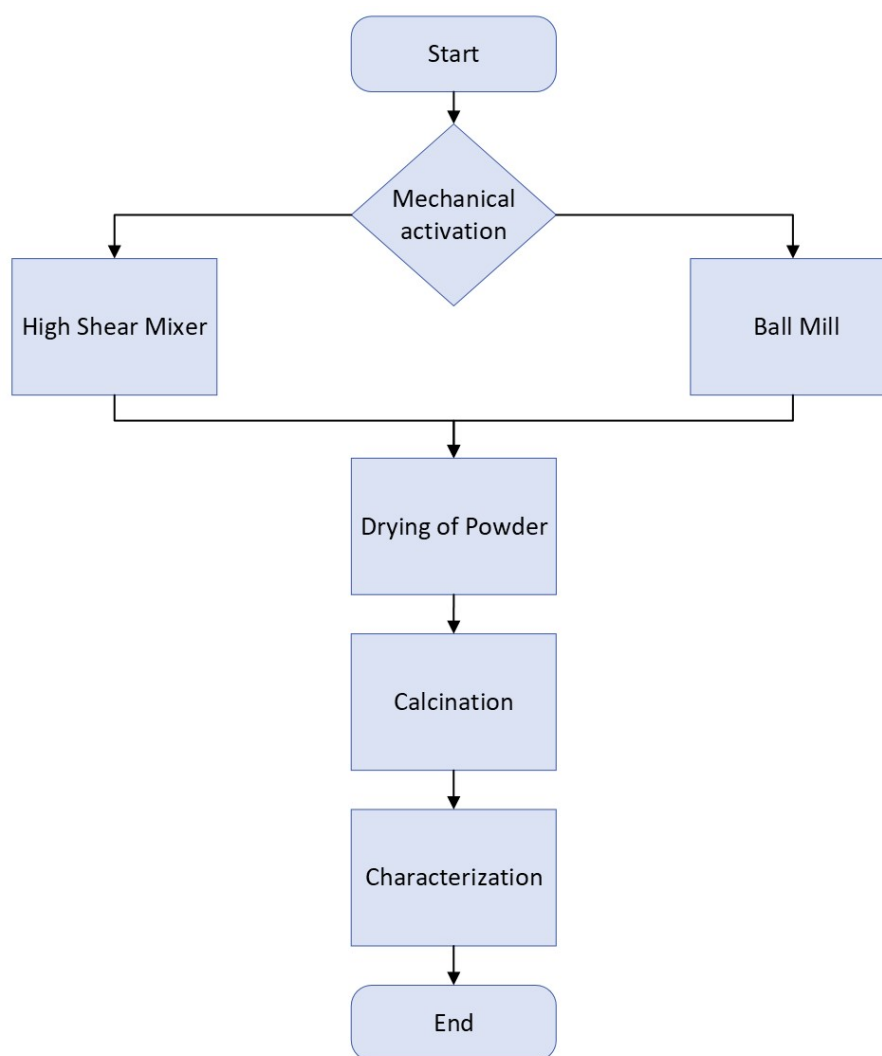 Start
Mechanical
activation
High Shear Mixer
Ball Mill
Drying of Powder
Calcination
Characterization
End